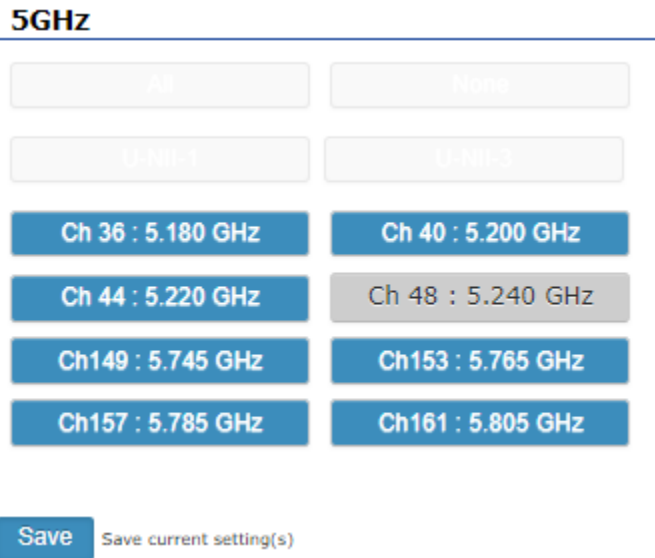 5GHz
All None
U-NII-1 U-NII-3
Ch 36 : 5.180 GHz Ch 40 : 5.200 GHz
Ch 44 : 5.220 GHz Ch 48 : 5.240 GHz
Ch149 : 5.745 GHz Ch153 : 5.765 GHz
Ch157 : 5.785 GHz Ch161 : 5.805 GHz
Save Save current setting(s)